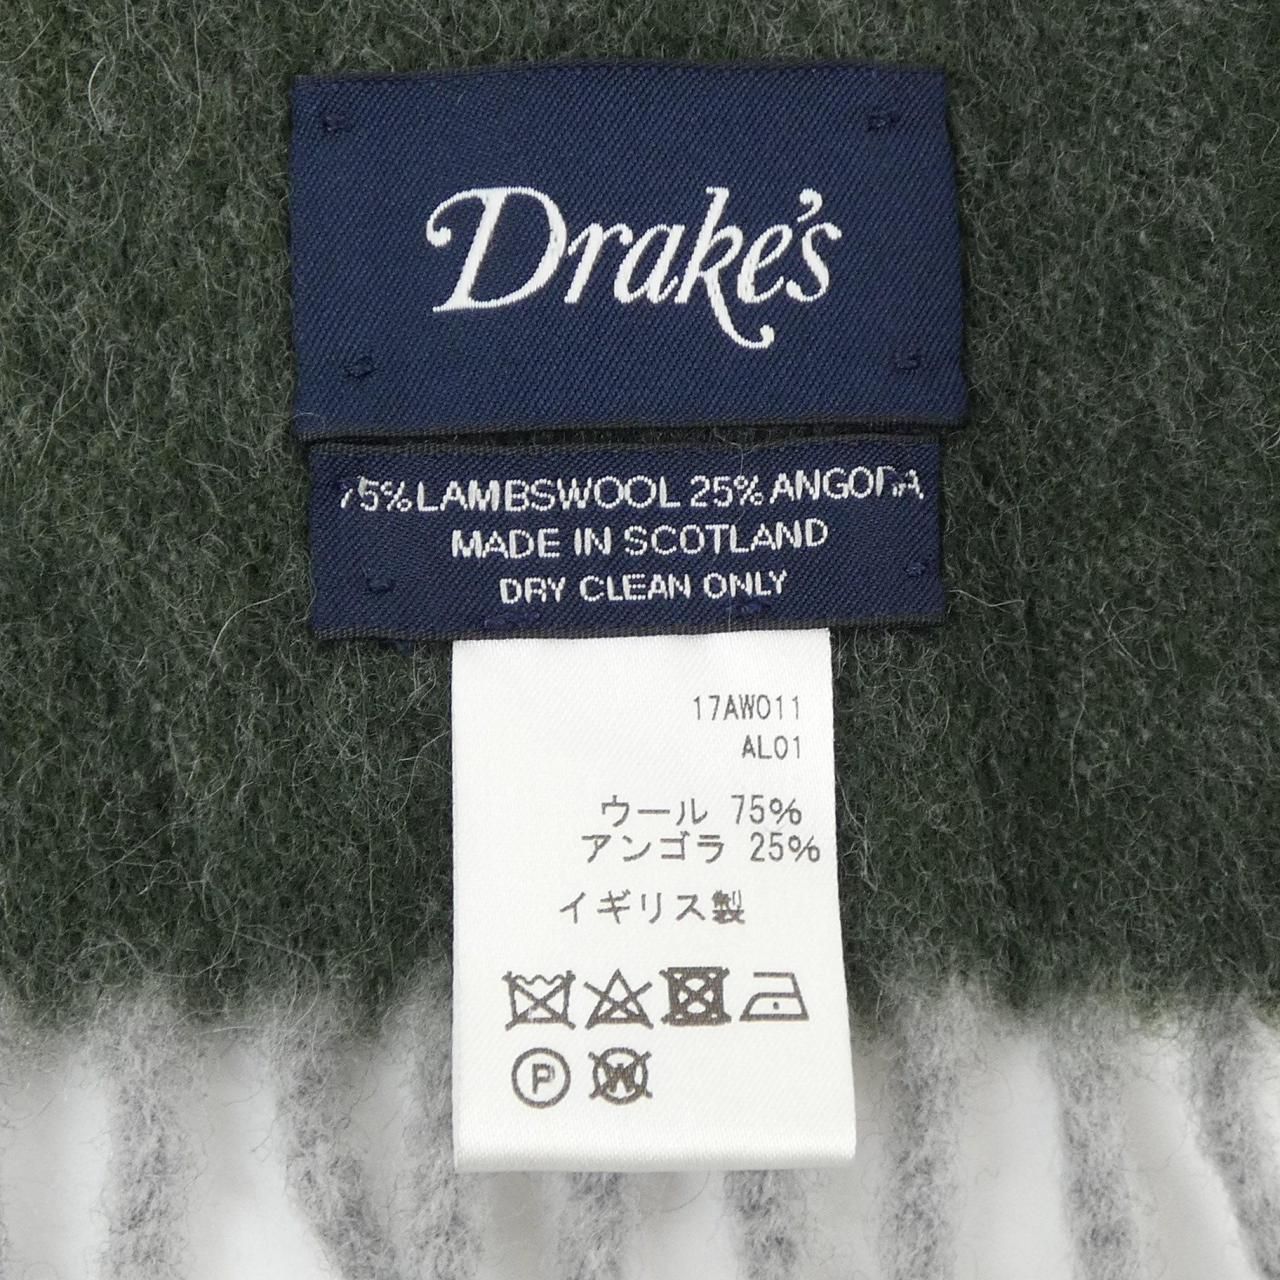 Drake's
75% LAMBSWOOL 25% ANGORA
MADE IN SCOTLAND
DRY CLEAN ONLY
17AW011
AL01
ウール 75%
アンゴラ 25%
イギリス製
P
W